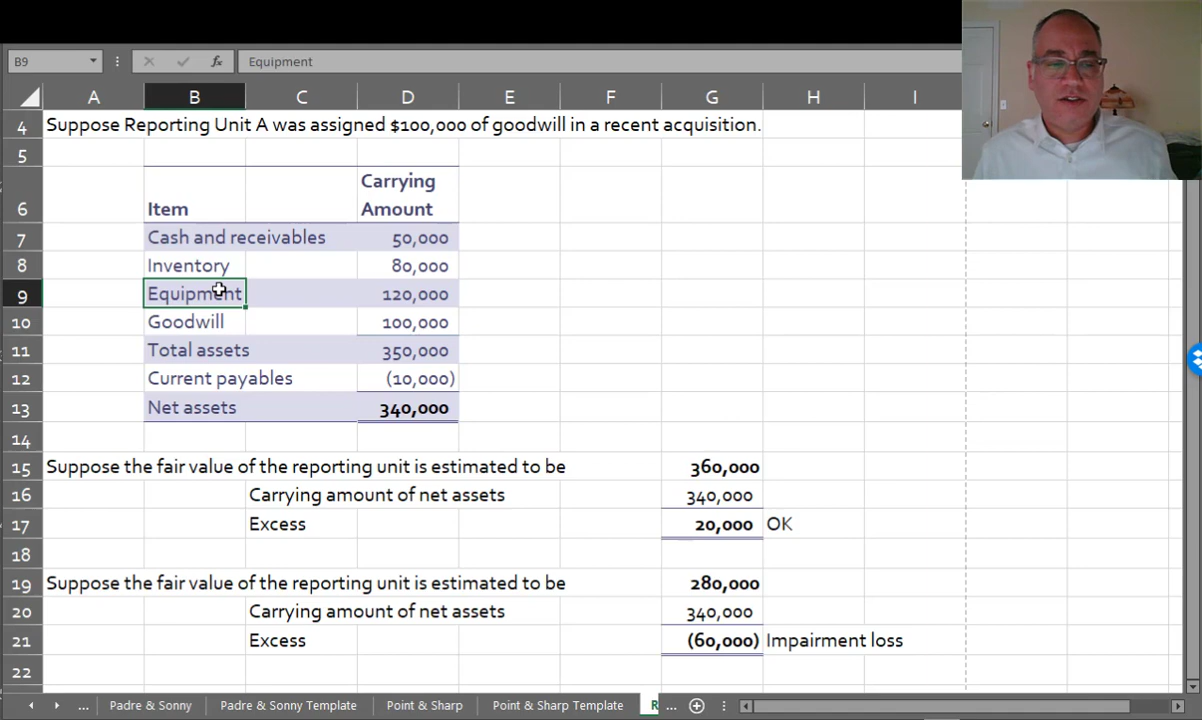 B9 fx Equipment
A B C D E F G H I
4 Suppose Reporting Unit A was assigned $100,000 of goodwill in a recent acquisition.
5
Carrying
6 Item Amount
7 Cash and receivables 50,000
8 Inventory 80,000
9 Equipment 120,000
10 Goodwill 100,000
11 Total assets 350,000
12 Current payables (10,000)
13 Net assets 340,000
14
15 Suppose the fair value of the reporting unit is estimated to be 360,000
16 Carrying amount of net assets 340,000
17 Excess 20,000 OK
18
19 Suppose the fair value of the reporting unit is estimated to be 280,000
20 Carrying amount of net assets 340,000
21 Excess (60,000) Impairment loss
22
... Padre & Sonny Padre & Sonny Template Point & Sharp Point & Sharp Template R ...